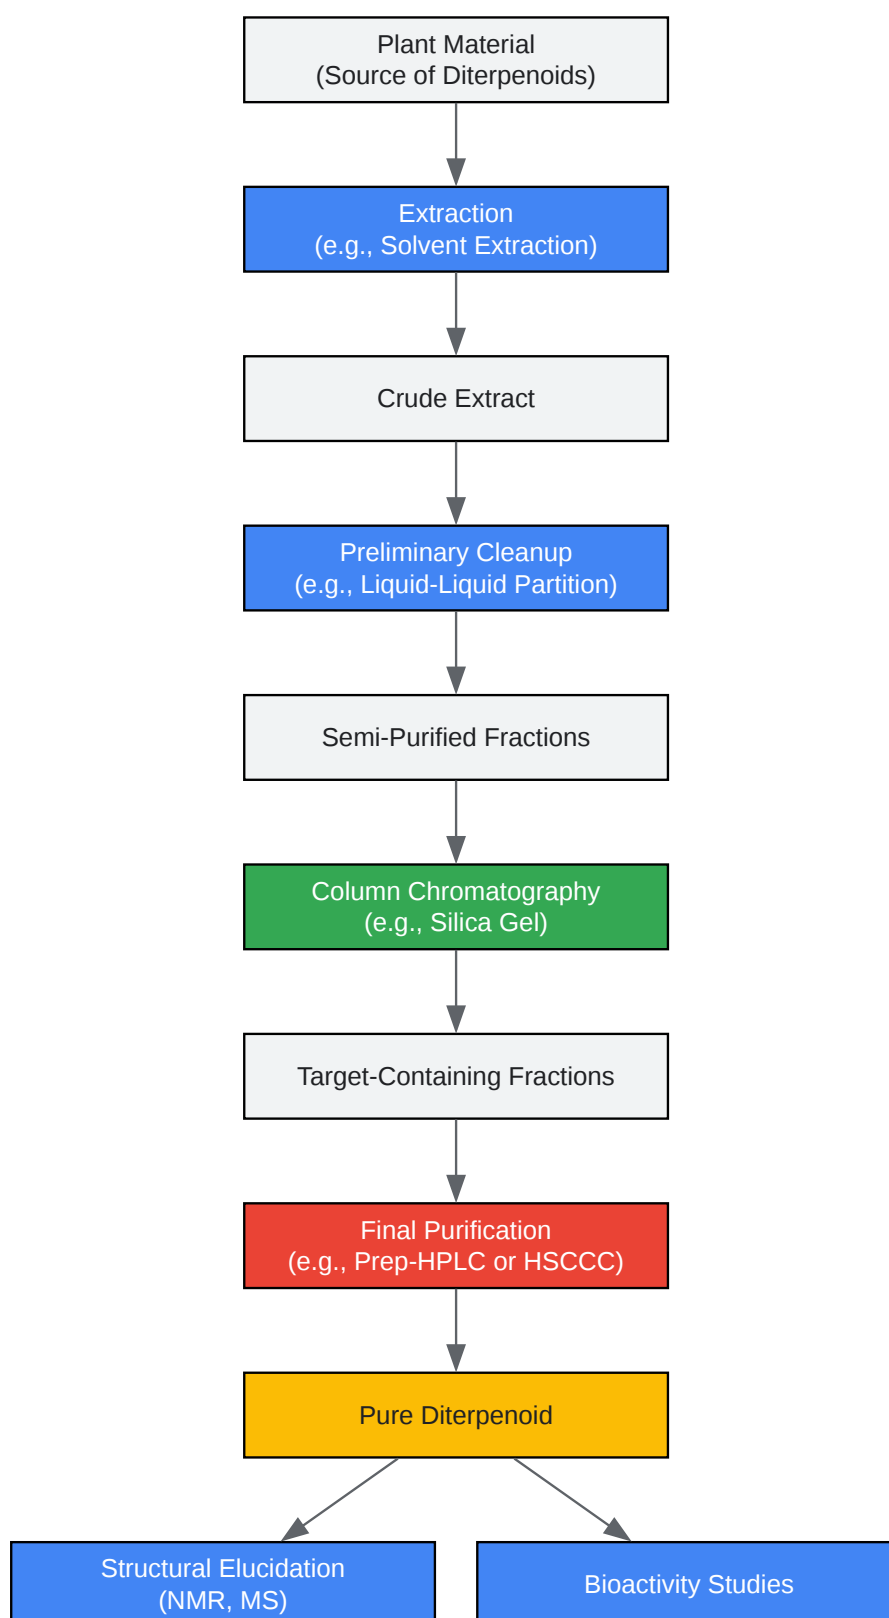 Plant Material
(Source of Diterpenoids)
Extraction
(e.g., Solvent Extraction)
Crude Extract
Preliminary Cleanup
(e.g., Liquid-Liquid Partition)
Semi-Purified Fractions
Column Chromatography
(e.g., Silica Gel)
Target-Containing Fractions
Final Purification
(e.g., Prep-HPLC or HSCCC)
Pure Diterpenoid
Structural Elucidation
(NMR, MS)
Bioactivity Studies